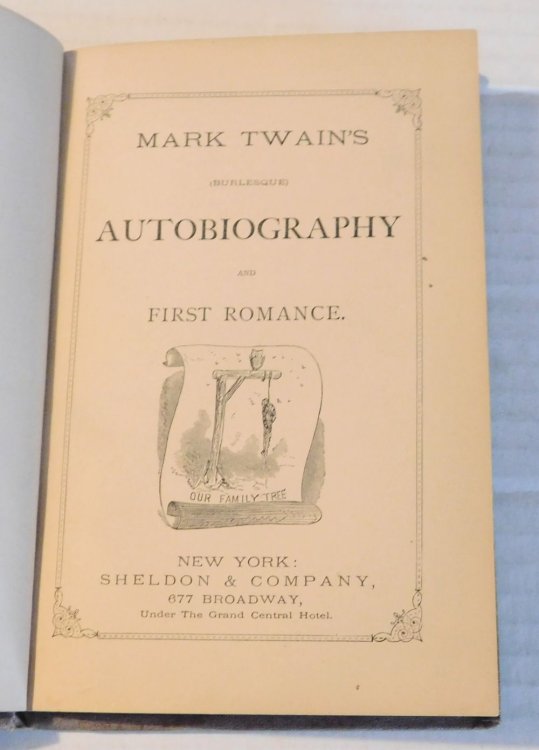 MARK TWAIN'S
(BURLESQUE)
AUTOBIOGRAPHY
AND
FIRST ROMANCE.
OUR FAMILY TREE
NEW YORK:
SHELDON & COMPANY,
677 BROADWAY,
Under The Grand Central Hotel.